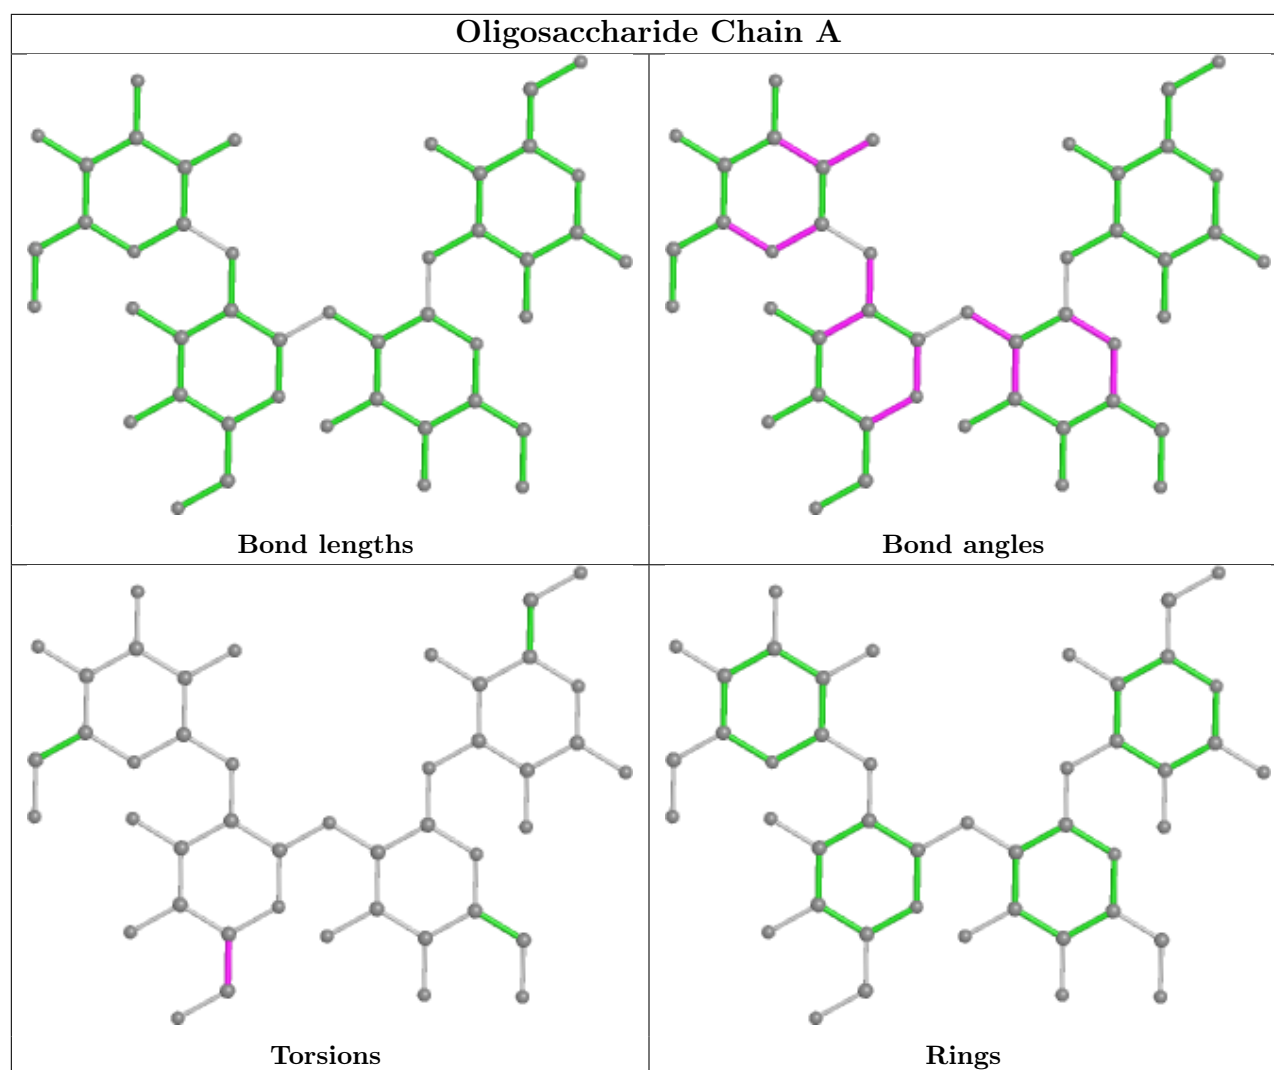 Oligosaccharide Chain A
Bond lengths
Bond angles
Torsions
Rings